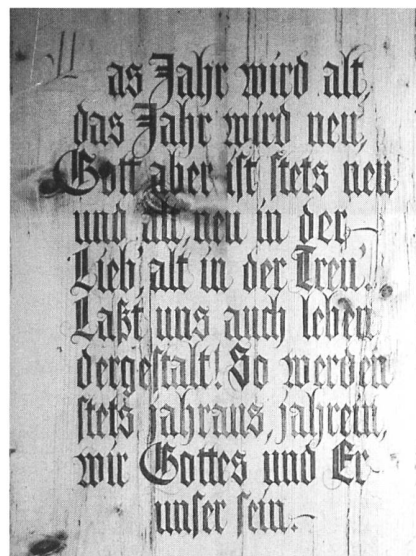 as Jahr wird alt,
das Jahr wird neu,
Gott aber ist stets neu
und alt, neu in der
Lieb', alt in der Treu'.
Laßt uns auch leben
dergestalt! So werden
stets, jahraus, jahrein,
wir Gottes und Er
unser sein.